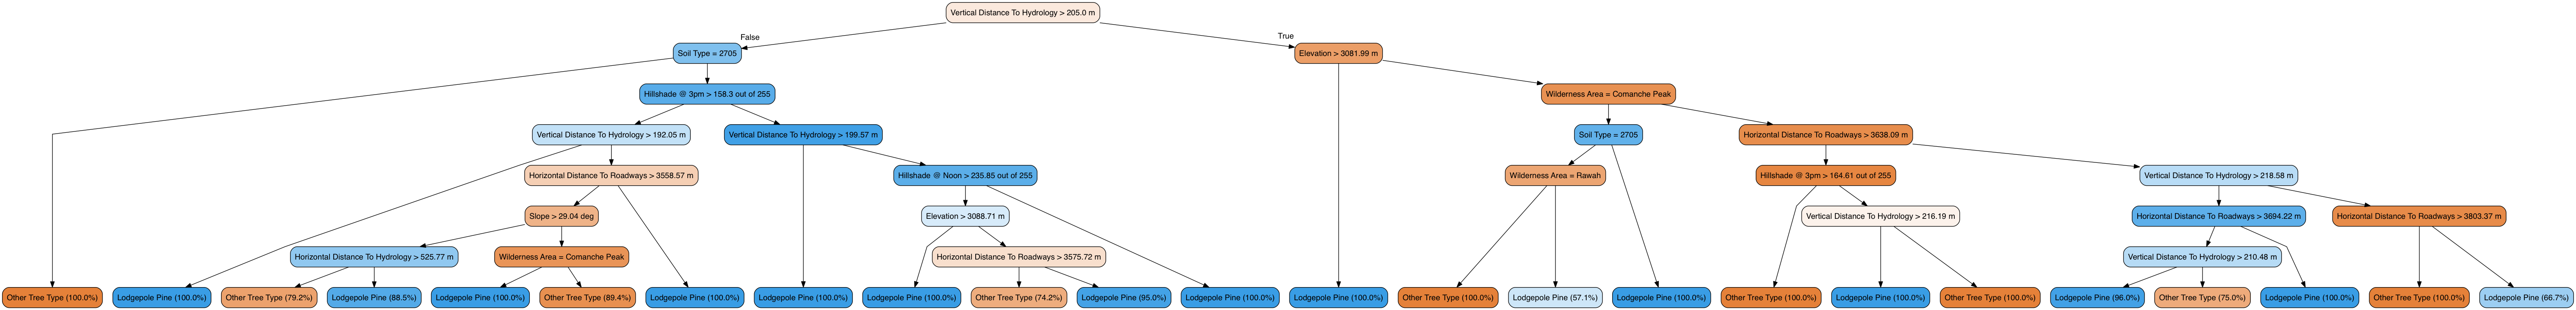 Vertical Distance To Hydrology > 205.0 m
False
True
Soil Type = 2705
Elevation > 3081.99 m
Hillshade @ 3pm > 158.3 out of 255
Wilderness Area = Comanche Peak
Vertical Distance To Hydrology > 192.05 m
Vertical Distance To Hydrology > 199.57 m
Soil Type = 2705
Horizontal Distance To Roadways > 3638.09 m
Horizontal Distance To Roadways > 3558.57 m
Hillshade @ Noon > 235.85 out of 255
Wilderness Area = Rawah
Hillshade @ 3pm > 164.61 out of 255
Vertical Distance To Hydrology > 218.58 m
Slope > 29.04 deg
Elevation > 3088.71 m
Vertical Distance To Hydrology > 216.19 m
Horizontal Distance To Roadways > 3694.22 m
Horizontal Distance To Roadways > 3803.37 m
Horizontal Distance To Hydrology > 525.77 m
Wilderness Area = Comanche Peak
Horizontal Distance To Roadways > 3575.72 m
Vertical Distance To Hydrology > 210.48 m
Other Tree Type (100.0%)
Lodgepole Pine (100.0%)
Other Tree Type (79.2%)
Lodgepole Pine (88.5%)
Lodgepole Pine (100.0%)
Other Tree Type (89.4%)
Lodgepole Pine (100.0%)
Lodgepole Pine (100.0%)
Lodgepole Pine (100.0%)
Other Tree Type (74.2%)
Lodgepole Pine (95.0%)
Lodgepole Pine (100.0%)
Lodgepole Pine (100.0%)
Other Tree Type (100.0%)
Lodgepole Pine (57.1%)
Lodgepole Pine (100.0%)
Other Tree Type (100.0%)
Lodgepole Pine (100.0%)
Other Tree Type (100.0%)
Lodgepole Pine (96.0%)
Other Tree Type (75.0%)
Lodgepole Pine (100.0%)
Other Tree Type (100.0%)
Lodgepole Pine (66.7%)